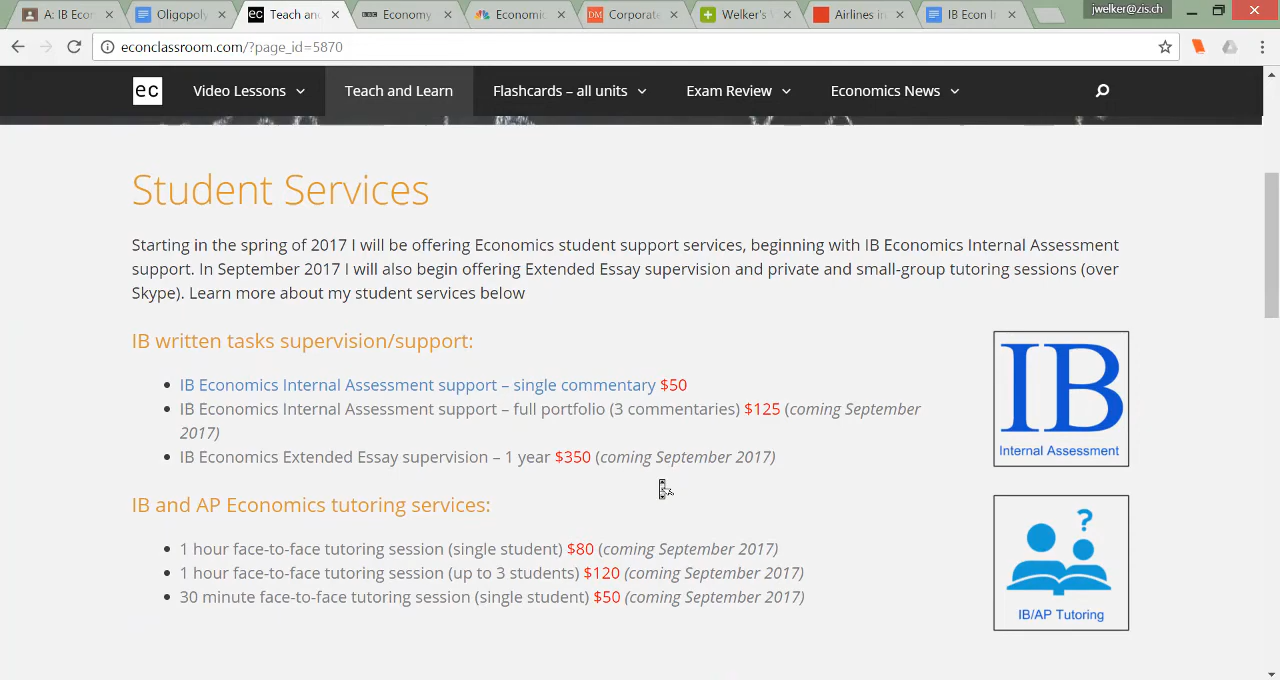 A: IB Ecor
Oligopoly
ec
Teach and
BBC
Economy
Economic
DM
Corporate
Welker's W
Airlines in
IB Econ I
jwelker@zis.ch
econclassroom.com/?page_id=5870
ec
Video Lessons
Teach and Learn
Flashcards – all units
Exam Review
Economics News
Student Services
Starting in the spring of 2017 I will be offering Economics student support services, beginning with IB Economics Internal Assessment
support. In September 2017 I will also begin offering Extended Essay supervision and private and small-group tutoring sessions (over
Skype). Learn more about my student services below
IB written tasks supervision/support:
IB Economics Internal Assessment support – single commentary $50
IB Economics Internal Assessment support – full portfolio (3 commentaries) $125 (coming September
2017)
IB Economics Extended Essay supervision – 1 year $350 (coming September 2017)
IB
Internal Assessment
IB and AP Economics tutoring services:
1 hour face-to-face tutoring session (single student) $80 (coming September 2017)
1 hour face-to-face tutoring session (up to 3 students) $120 (coming September 2017)
30 minute face-to-face tutoring session (single student) $50 (coming September 2017)
?
IB/AP Tutoring